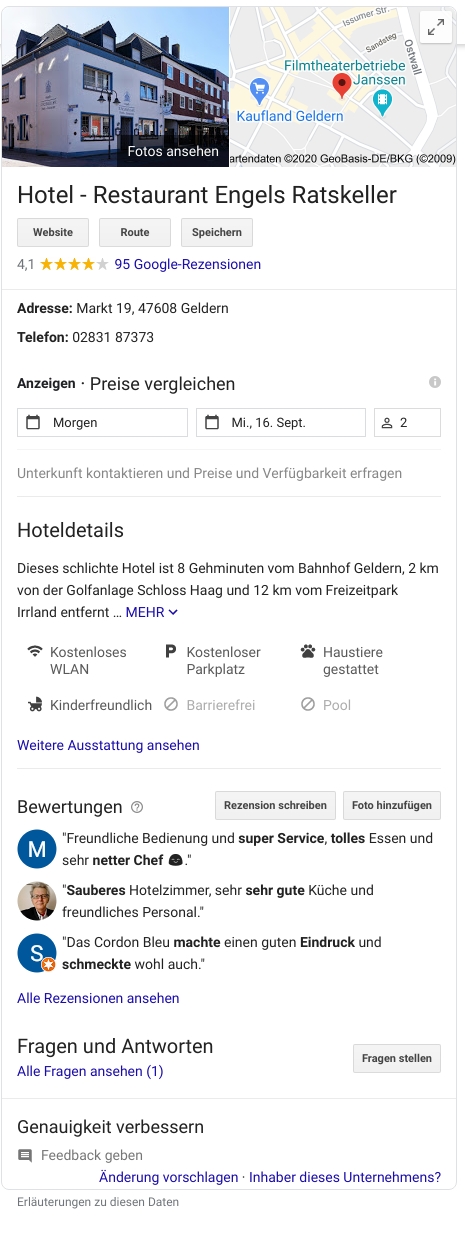 Issumer Str.
Sandsteg
Ostwall
Filmtheaterbetriebe
Janssen
Kaufland Geldern
Fotos ansehen
artendaten ©2020 GeoBasis-DE/BKG (©2009)
Hotel - Restaurant Engels Ratskeller
Website Route Speichern
4,1 95 Google-Rezensionen
Adresse: Markt 19, 47608 Geldern
Telefon: 02831 87373
Anzeigen · Preise vergleichen
Morgen Mi., 16. Sept. 2
Unterkunft kontaktieren und Preise und Verfügbarkeit erfragen
Hoteldetails
Dieses schlichte Hotel ist 8 Gehminuten vom Bahnhof Geldern, 2 km
von der Golfanlage Schloss Haag und 12 km vom Freizeitpark
Irrland entfernt … MEHR
Kostenloses WLAN
Kostenloser Parkplatz
Haustiere gestattet
Kinderfreundlich Barrierefrei Pool
Weitere Ausstattung ansehen
Bewertungen Rezension schreiben Foto hinzufügen
M
"Freundliche Bedienung und super Service, tolles Essen und
sehr netter Chef 🌚."
"Sauberes Hotelzimmer, sehr sehr gute Küche und
freundliches Personal."
S
"Das Cordon Bleu machte einen guten Eindruck und
schmeckte wohl auch."
Alle Rezensionen ansehen
Fragen und Antworten
Fragen stellen
Alle Fragen ansehen (1)
Genauigkeit verbessern
Feedback geben
Änderung vorschlagen · Inhaber dieses Unternehmens?
Erläuterungen zu diesen Daten